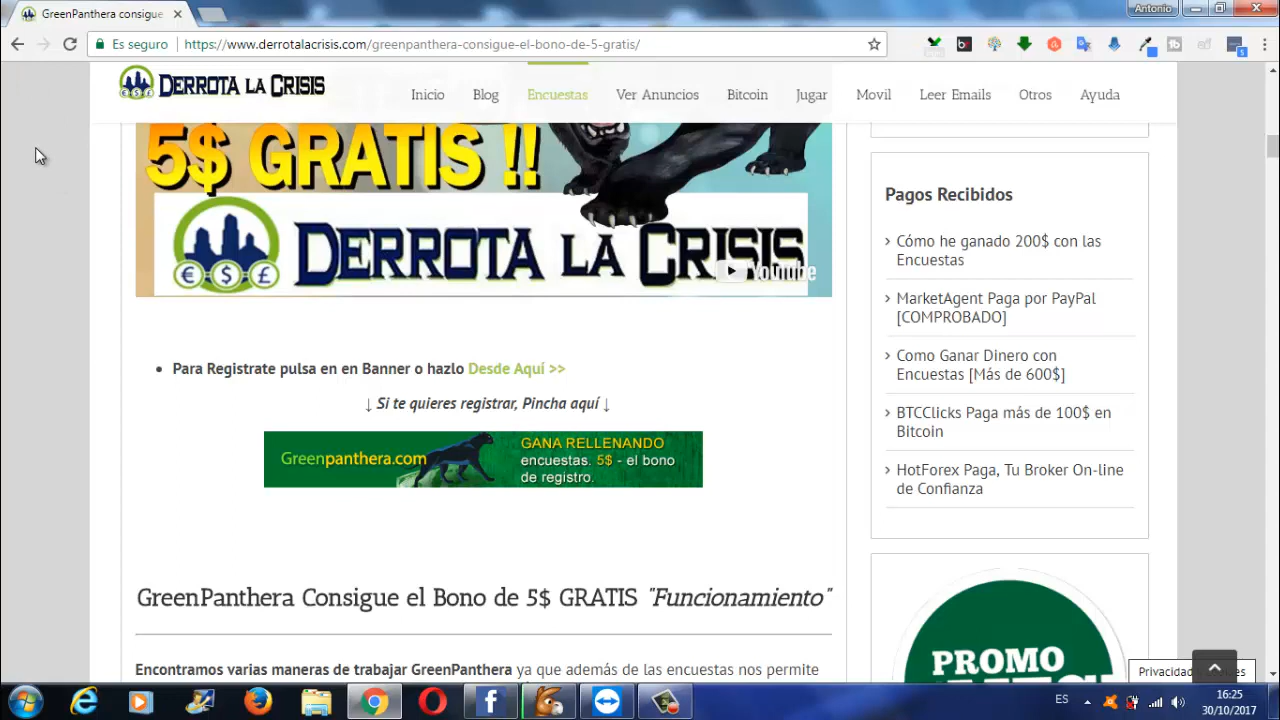 GreenPanthera consigue
Antonio
Es seguro
https://www.derrotalacrisis.com/greenpanthera-consigue-el-bono-de-5-gratis/
DERROTA LA CRISIS
Inicio
Blog
Encuestas
Ver Anuncios
Bitcoin
Jugar
Movil
Leer Emails
Otros
Ayuda
5$ GRATIS !!
€ $ £
DERROTA LA CRISIS
YouTube
Para Registrate pulsa en en Banner o hazlo Desde Aquí >>
↓ Si te quieres registrar, Pincha aquí ↓
Greenpanthera.com
GANA RELLENANDO
encuestas. 5$ - el bono
de registro.
GreenPanthera Consigue el Bono de 5$ GRATIS "Funcionamiento"
Encontramos varias maneras de trabajar GreenPanthera ya que además de las encuestas nos permite
Pagos Recibidos
Cómo he ganado 200$ con las
Encuestas
MarketAgent Paga por PayPal
[COMPROBADO]
Como Ganar Dinero con
Encuestas [Más de 600$]
BTCClicks Paga más de 100$ en
Bitcoin
HotForex Paga, Tu Broker On-line
de Confianza
PROMO
ES
16:25
30/10/2017